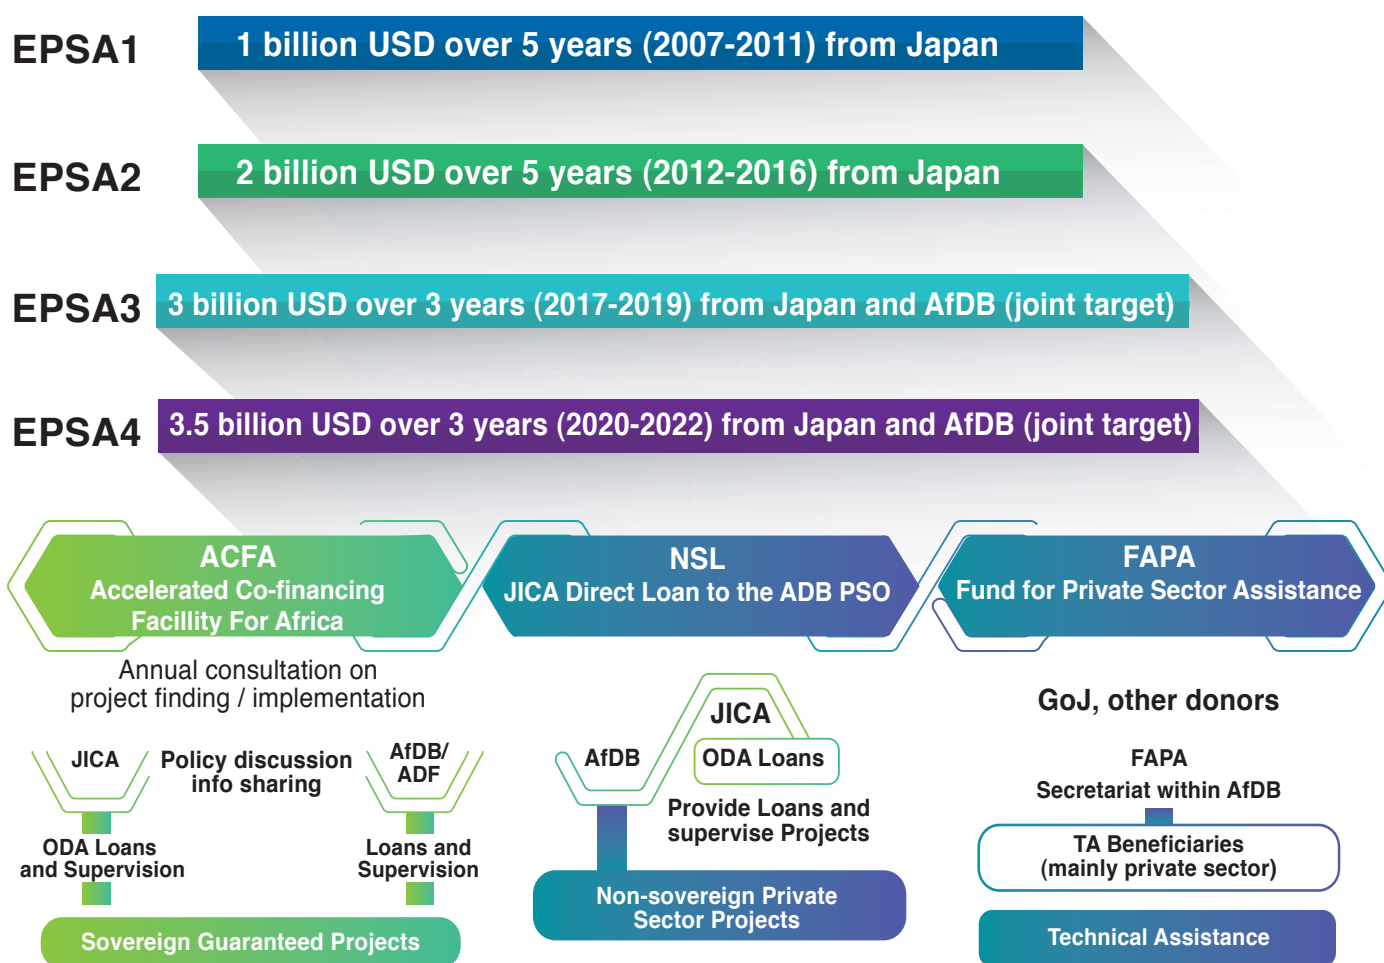 EPSA1
1 billion USD over 5 years (2007-2011) from Japan
EPSA2
2 billion USD over 5 years (2012-2016) from Japan
EPSA3
3 billion USD over 3 years (2017-2019) from Japan and AfDB (joint target)
EPSA4
3.5 billion USD over 3 years (2020-2022) from Japan and AfDB (joint target)
ACFA
Accelerated Co-financing
Facillity For Africa
Annual consultation on
project finding / implementation
JICA
Policy discussion
info sharing
AfDB/
ADF
ODA Loans
and Supervision
Loans and
Supervision
Sovereign Guaranteed Projects
NSL
JICA Direct Loan to the ADB PSO
AfDB
JICA
ODA Loans
Provide Loans and
supervise Projects
Non-sovereign Private
Sector Projects
FAPA
Fund for Private Sector Assistance
GoJ, other donors
FAPA
Secretariat within AfDB
TA Beneficiaries
(mainly private sector)
Technical Assistance